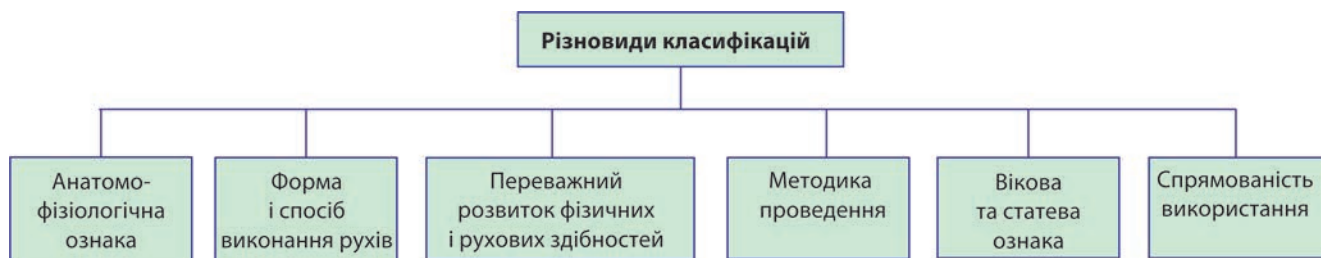 Різновиди класифікацій
Анатомо-
фізіологічна
ознака
Форма
і спосіб
виконання рухів
Переважний
розвиток фізичних
і рухових здібностей
Методика
проведення
Вікова
та статева
ознака
Спрямованість
використання